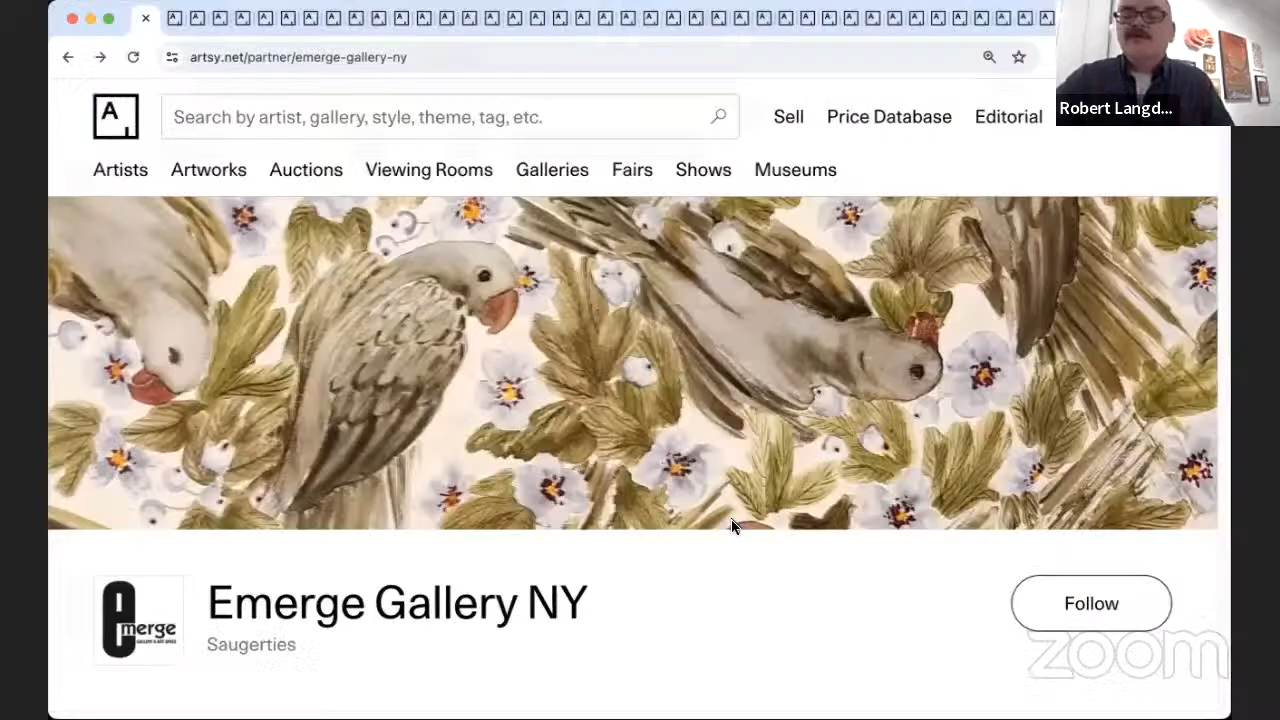 artsy.net/partner/emerge-gallery-ny
A
Search by artist, gallery, style, theme, tag, etc.
Sell Price Database Editorial
Robert Langd...
Artists Artworks Auctions Viewing Rooms Galleries Fairs Shows Museums
emerge
Emerge Gallery NY
Saugerties
Follow
zoom